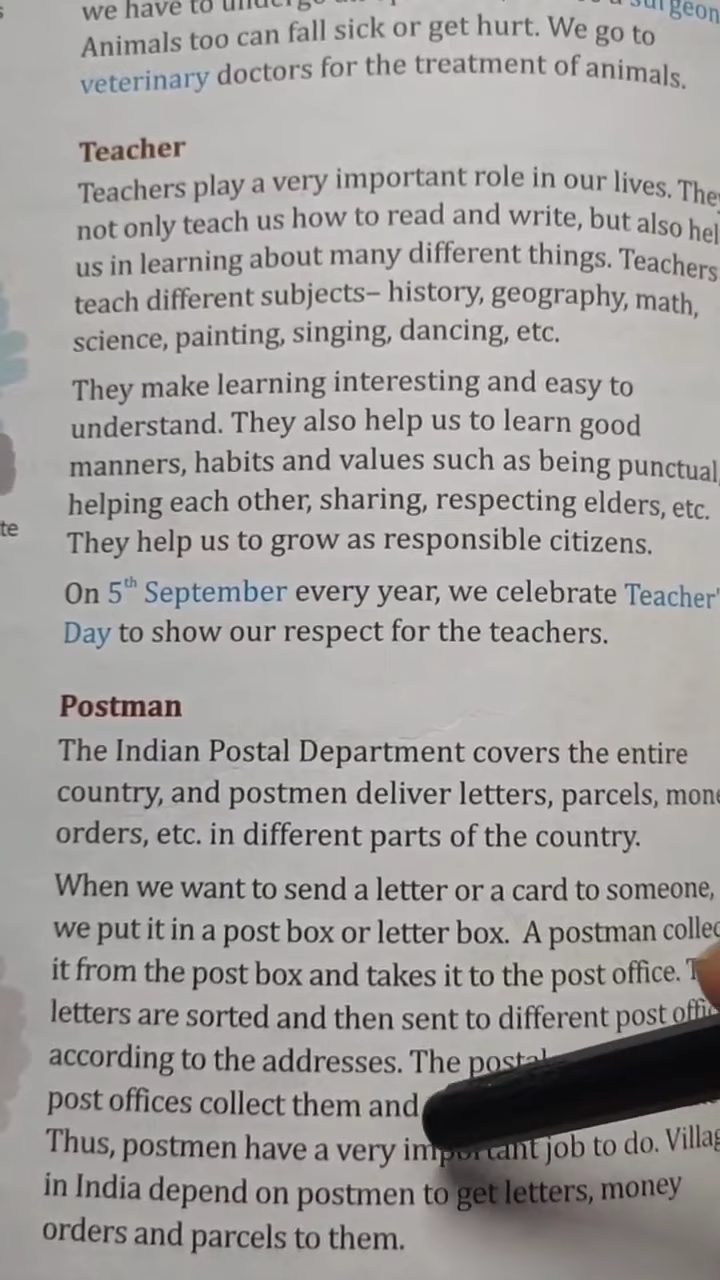 we have to
surgeon
Animals too can fall sick or get hurt. We go to
veterinary doctors for the treatment of animals.
Teacher
Teachers play a very important role in our lives. The
not only teach us how to read and write, but also hel
us in learning about many different things. Teachers
teach different subjects– history, geography, math,
science, painting, singing, dancing, etc.
They make learning interesting and easy to
understand. They also help us to learn good
manners, habits and values such as being punctual,
helping each other, sharing, respecting elders, etc.
te
They help us to grow as responsible citizens.
On 5th September every year, we celebrate Teacher'
Day to show our respect for the teachers.
Postman
The Indian Postal Department covers the entire
country, and postmen deliver letters, parcels, mon
orders, etc. in different parts of the country.
When we want to send a letter or a card to someone,
we put it in a post box or letter box. A postman collec
it from the post box and takes it to the post office.
letters are sorted and then sent to different post offi
according to the addresses. The postal
post offices collect them and
Thus, postmen have a very important job to do. Villag
in India depend on postmen to get letters, money
orders and parcels to them.